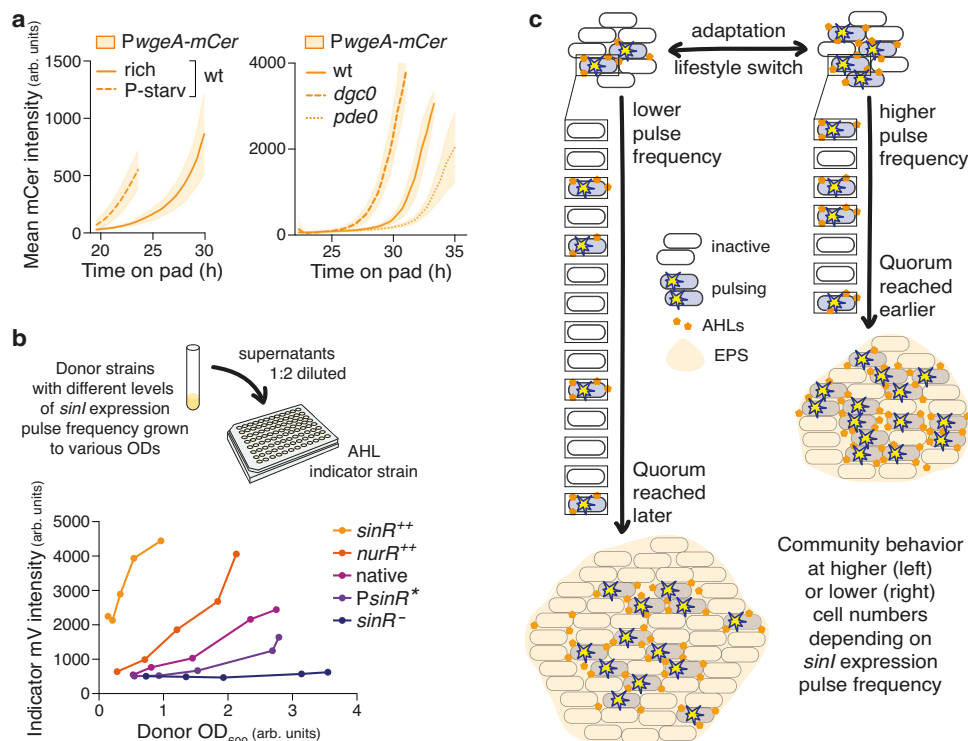 a
PwgeA-mCer
rich
P-starv
wt
Mean mCer intensity (arb. units)
1500
1000
500
0
20
25
30
Time on pad (h)
PwgeA-mCer
wt
dgc0
pde0
4000
2000
0
25
30
35
Time on pad (h)
b
Donor strains
with different levels
of sinI expression
pulse frequency grown
to various ODs
supernatants
1:2 diluted
AHL
indicator strain
Indicator mV intensity (arb. units)
5000
4000
3000
2000
1000
0
0
1
2
3
4
Donor OD600 (arb. units)
sinR++
nurR++
native
PsinR*
sinR-
c
adaptation
lifestyle switch
lower
pulse
frequency
higher
pulse
frequency
inactive
pulsing
AHLs
EPS
Quorum
reached
earlier
Quorum
reached
later
Community behavior
at higher (left)
or lower (right)
cell numbers
depending on
sinI expression
pulse frequency